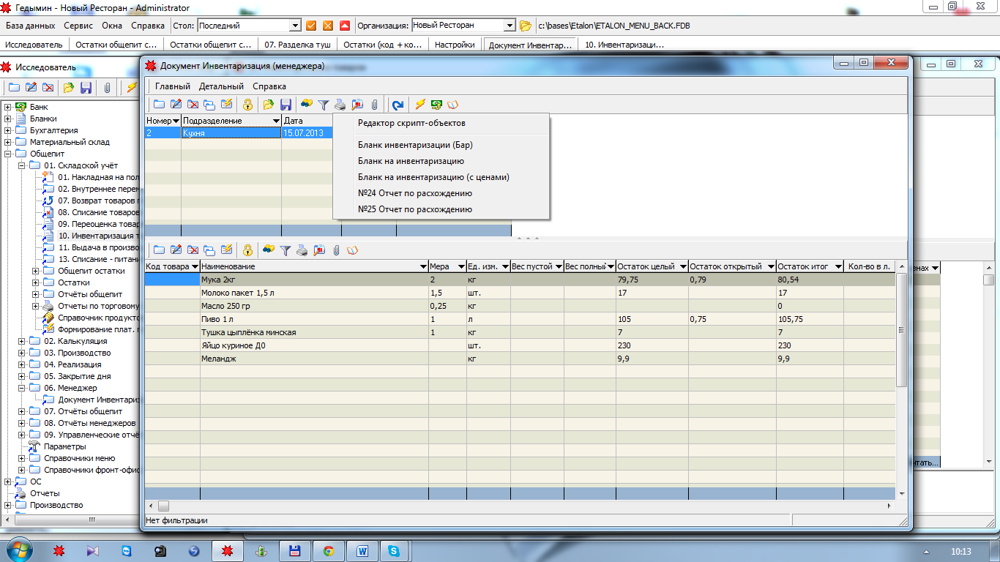 Гедымин - Новый Ресторан - Administrator
База данных Сервис Окна Справка Стол: Последний Организация: Новый Ресторан c:\bases\Etalon\ETALON_MENU_BACK.FDB
Исследователь Остатки общепит с... Остатки общепит с... 07. Разделка туш Остатки (код + ко... Настройки Документ Инвентар... 10. Инвентаризаци...
Исследователь
Банк
Бланки
Бухгалтерия
Материальный склад
Общепит
01. Складской учёт
01. Накладная на пол
02. Внутреннее перем
07. Возврат товаров п
08. Списание товаров
09. Переоценка товар
10. Инвентаризация т
11. Выдача в произво
13. Списание - питани
Общепит остатки
Остатки
Отчёты общепит
Отчеты по торговому
Справочник продукто
Формирование плат. п
02. Калькуляция
03. Производство
04. Реализация
05. Закрытие дня
06. Менеджер
Документ Инвентариз
07. Отчёты общепит
08. Отчёты менеджеров
09. Управленческие отчё
Параметры
Справочники меню
Справочники фронт-офис
ОС
Отчеты
Производство
Документ Инвентаризация (менеджера)
Главный Детальный Справка
Номер Подразделение Дата
2 Кухня 15.07.2013
Редактор скрипт-объектов
Бланк инвентаризации (Бар)
Бланк на инвентаризацию
Бланк на инвентаризацию (с ценами)
№24 Отчет по расхождению
№25 Отчет по расхождению
Код товара Наименование Мера Ед. изм. Вес пустой Вес полный Остаток целый Остаток открытый Остаток итог Кол-во в л.
Мука 2кг 2 кг 79,75 0,79 80,54
Молоко пакет 1,5 л 1,5 шт. 17 17
Масло 250 гр 0,25 кг 0
Пиво 1 л 1 л 105 0,75 105,75
Тушка цыплёнка минская 1 кг 7 7
Яйцо куриное Д0 шт. 230 230
Меландж кг 9,9 9,9
Нет фильтрации
енах
итать...
10:13